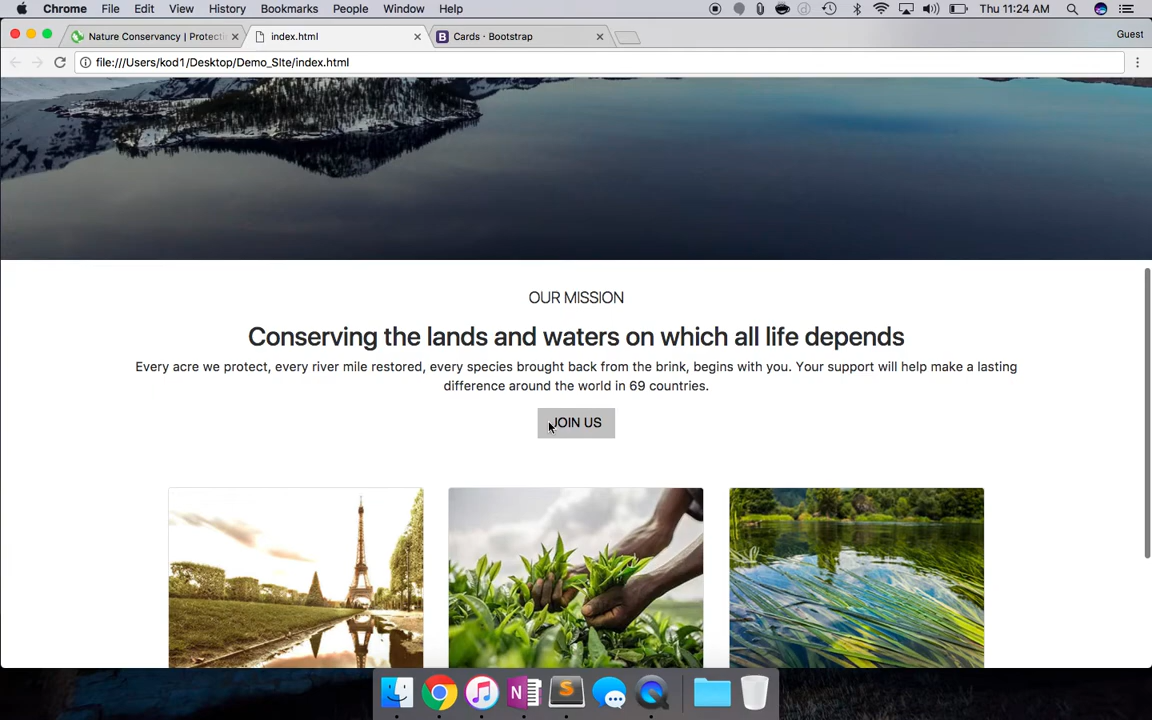 Chrome File Edit View History Bookmarks People Window Help Thu 11:24 AM
Nature Conservancy | Protecti index.html Cards · Bootstrap Guest
file:///Users/kod1/Desktop/Demo_SIte/index.html
OUR MISSION
Conserving the lands and waters on which all life depends
Every acre we protect, every river mile restored, every species brought back from the brink, begins with you. Your support will help make a lasting
difference around the world in 69 countries.
JOIN US